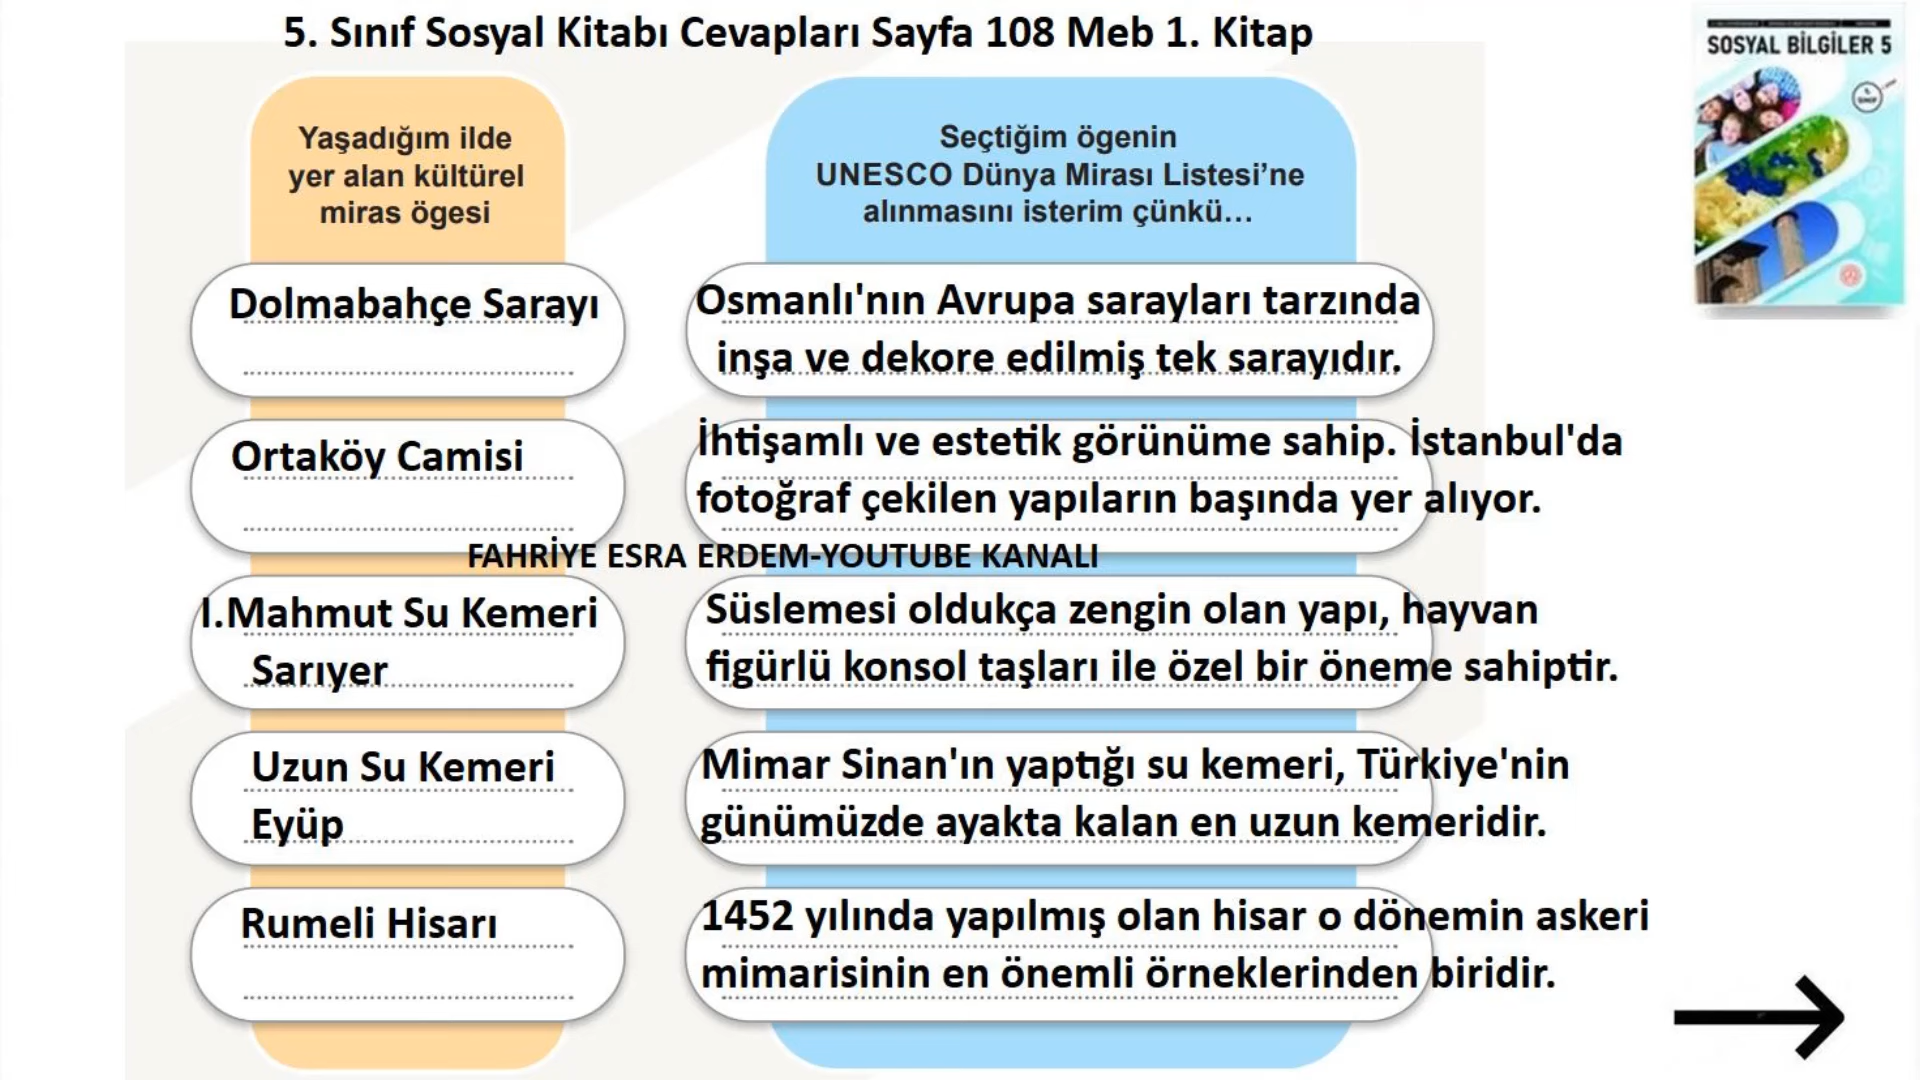 5. Sınıf Sosyal Kitabı Cevapları Sayfa 108 Meb 1. Kitap
SOSYAL BİLGİLER 5
5.
SINIF
Yaşadığım ilde
yer alan kültürel
miras ögesi
Seçtiğim ögenin
UNESCO Dünya Mirası Listesi’ne
alınmasını isterim çünkü...
Dolmabahçe Sarayı
Osmanlı'nın Avrupa sarayları tarzında
inşa ve dekore edilmiş tek sarayıdır.
Ortaköy Camisi
İhtişamlı ve estetik görünüme sahip. İstanbul'da
fotoğraf çekilen yapıların başında yer alıyor.
FAHRİYE ESRA ERDEM-YOUTUBE KANALI
I.Mahmut Su Kemeri
Sarıyer
Süslemesi oldukça zengin olan yapı, hayvan
figürlü konsol taşları ile özel bir öneme sahiptir.
Uzun Su Kemeri
Eyüp
Mimar Sinan'ın yaptığı su kemeri, Türkiye'nin
günümüzde ayakta kalan en uzun kemeridir.
Rumeli Hisarı
1452 yılında yapılmış olan hisar o dönemin askeri
mimarisinin en önemli örneklerinden biridir.